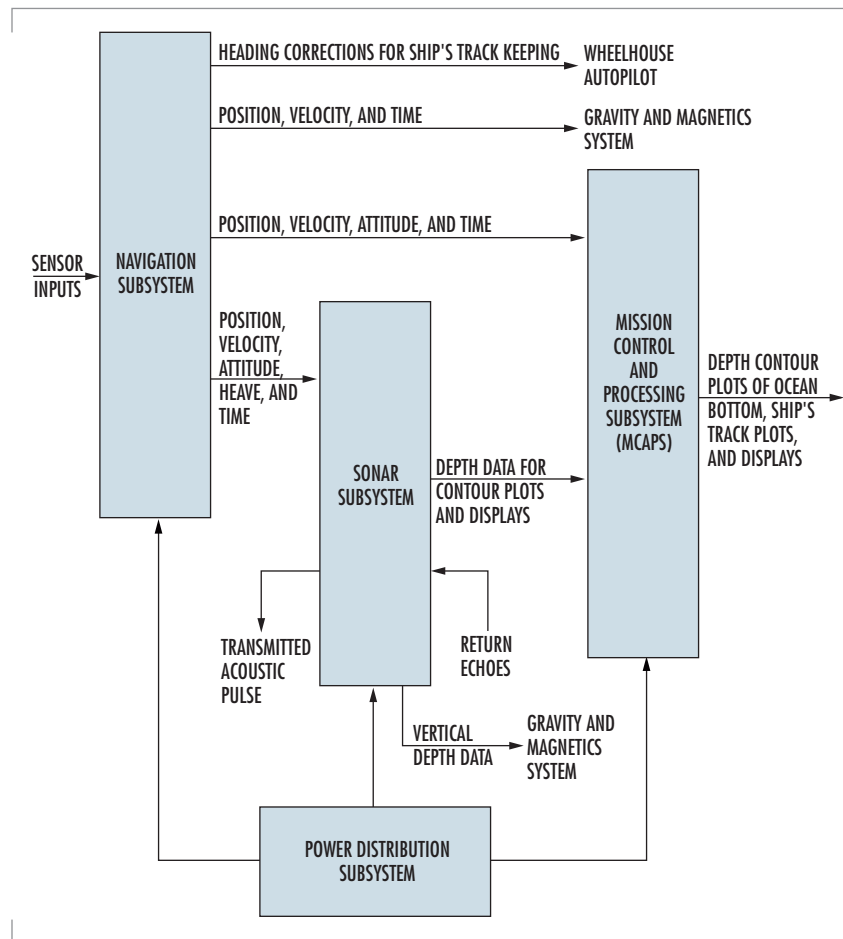 HEADING CORRECTIONS FOR SHIP'S TRACK KEEPING
WHEELHOUSE
AUTOPILOT
POSITION, VELOCITY, AND TIME
GRAVITY AND MAGNETICS
SYSTEM
POSITION, VELOCITY, ATTITUDE, AND TIME
SENSOR
INPUTS
NAVIGATION
SUBSYSTEM
POSITION,
VELOCITY,
ATTITUDE,
HEAVE, AND
TIME
MISSION
CONTROL
AND
PROCESSING
SUBSYSTEM
(MCAPS)
DEPTH CONTOUR
PLOTS OF OCEAN
BOTTOM, SHIP'S
TRACK PLOTS,
AND DISPLAYS
SONAR
SUBSYSTEM
DEPTH DATA FOR
CONTOUR PLOTS
AND DISPLAYS
TRANSMITTED
ACOUSTIC
PULSE
RETURN
ECHOES
VERTICAL
DEPTH DATA
GRAVITY AND
MAGNETICS
SYSTEM
POWER DISTRIBUTION
SUBSYSTEM